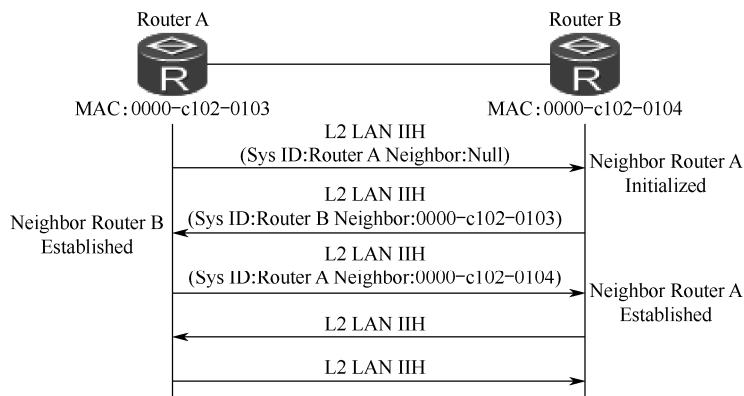 Router A
Router B
R
R
MAC:0000-c102-0103
MAC:0000-c102-0104
L2 LAN IIH
(Sys ID:Router A Neighbor:Null)
Neighbor Router A
Initialized
L2 LAN IIH
(Sys ID:Router B Neighbor:0000-c102-0103)
Neighbor Router B
Established
L2 LAN IIH
(Sys ID:Router A Neighbor:0000-c102-0104)
Neighbor Router A
Established
L2 LAN IIH
L2 LAN IIH